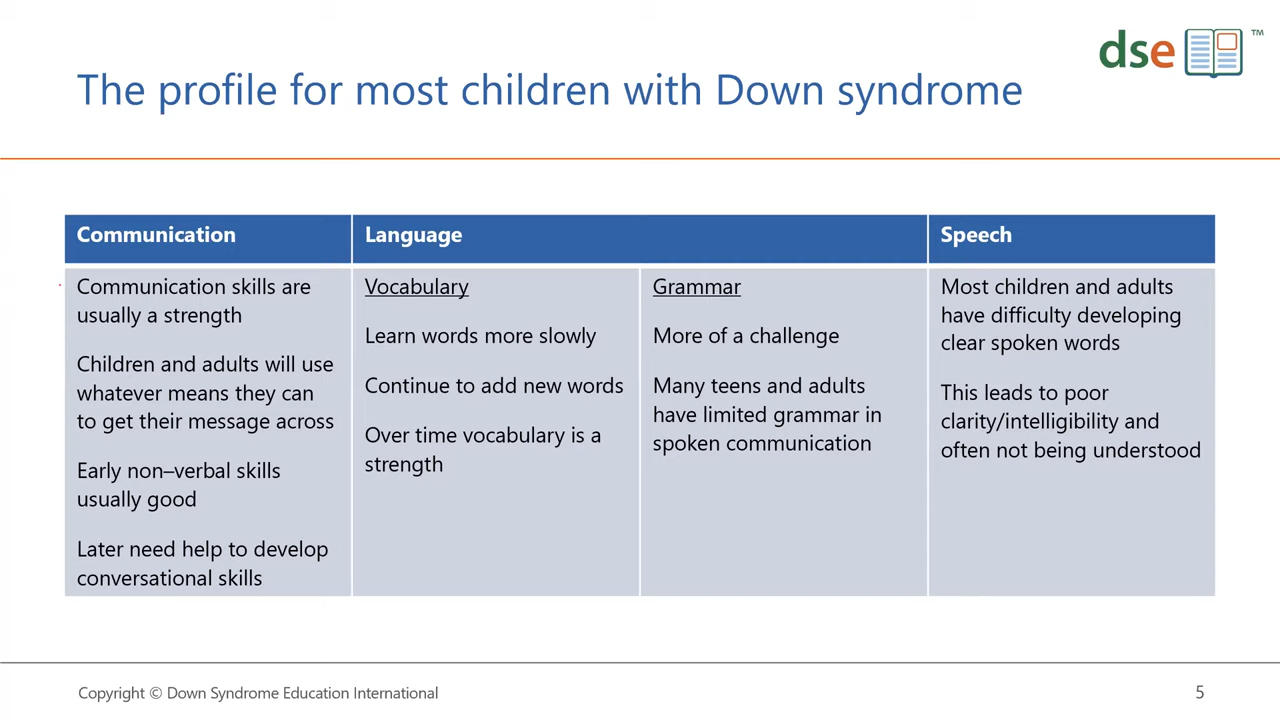 dse ™
The profile for most children with Down syndrome
Communication
Language
Speech
Communication skills are
usually a strength
Children and adults will use
whatever means they can
to get their message across
Early non–verbal skills
usually good
Later need help to develop
conversational skills
Vocabulary
Learn words more slowly
Continue to add new words
Over time vocabulary is a
strength
Grammar
More of a challenge
Many teens and adults
have limited grammar in
spoken communication
Most children and adults
have difficulty developing
clear spoken words
This leads to poor
clarity/intelligibility and
often not being understood
Copyright © Down Syndrome Education International
5